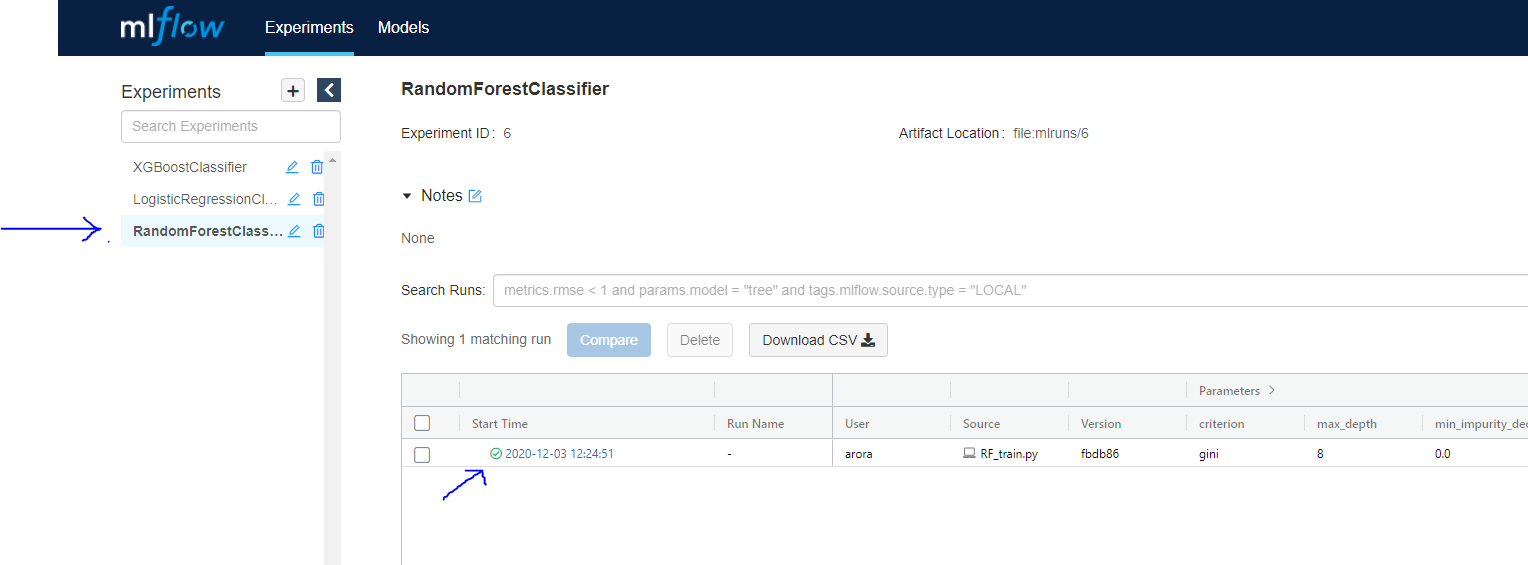 mlflow Experiments Models
Experiments
Search Experiments
XGBoostClassifier
LogisticRegressionCl...
RandomForestClass...
RandomForestClassifier
Experiment ID: 6 Artifact Location: file:mlruns/6
Notes
None
Search Runs: metrics.rmse < 1 and params.model = "tree" and tags.mlflow.source.type = "LOCAL"
Showing 1 matching run Compare Delete Download CSV
Parameters >
Start Time Run Name User Source Version criterion max_depth min_impurity_dec
2020-12-03 12:24:51 - arora RF_train.py fbdb86 gini 8 0.0